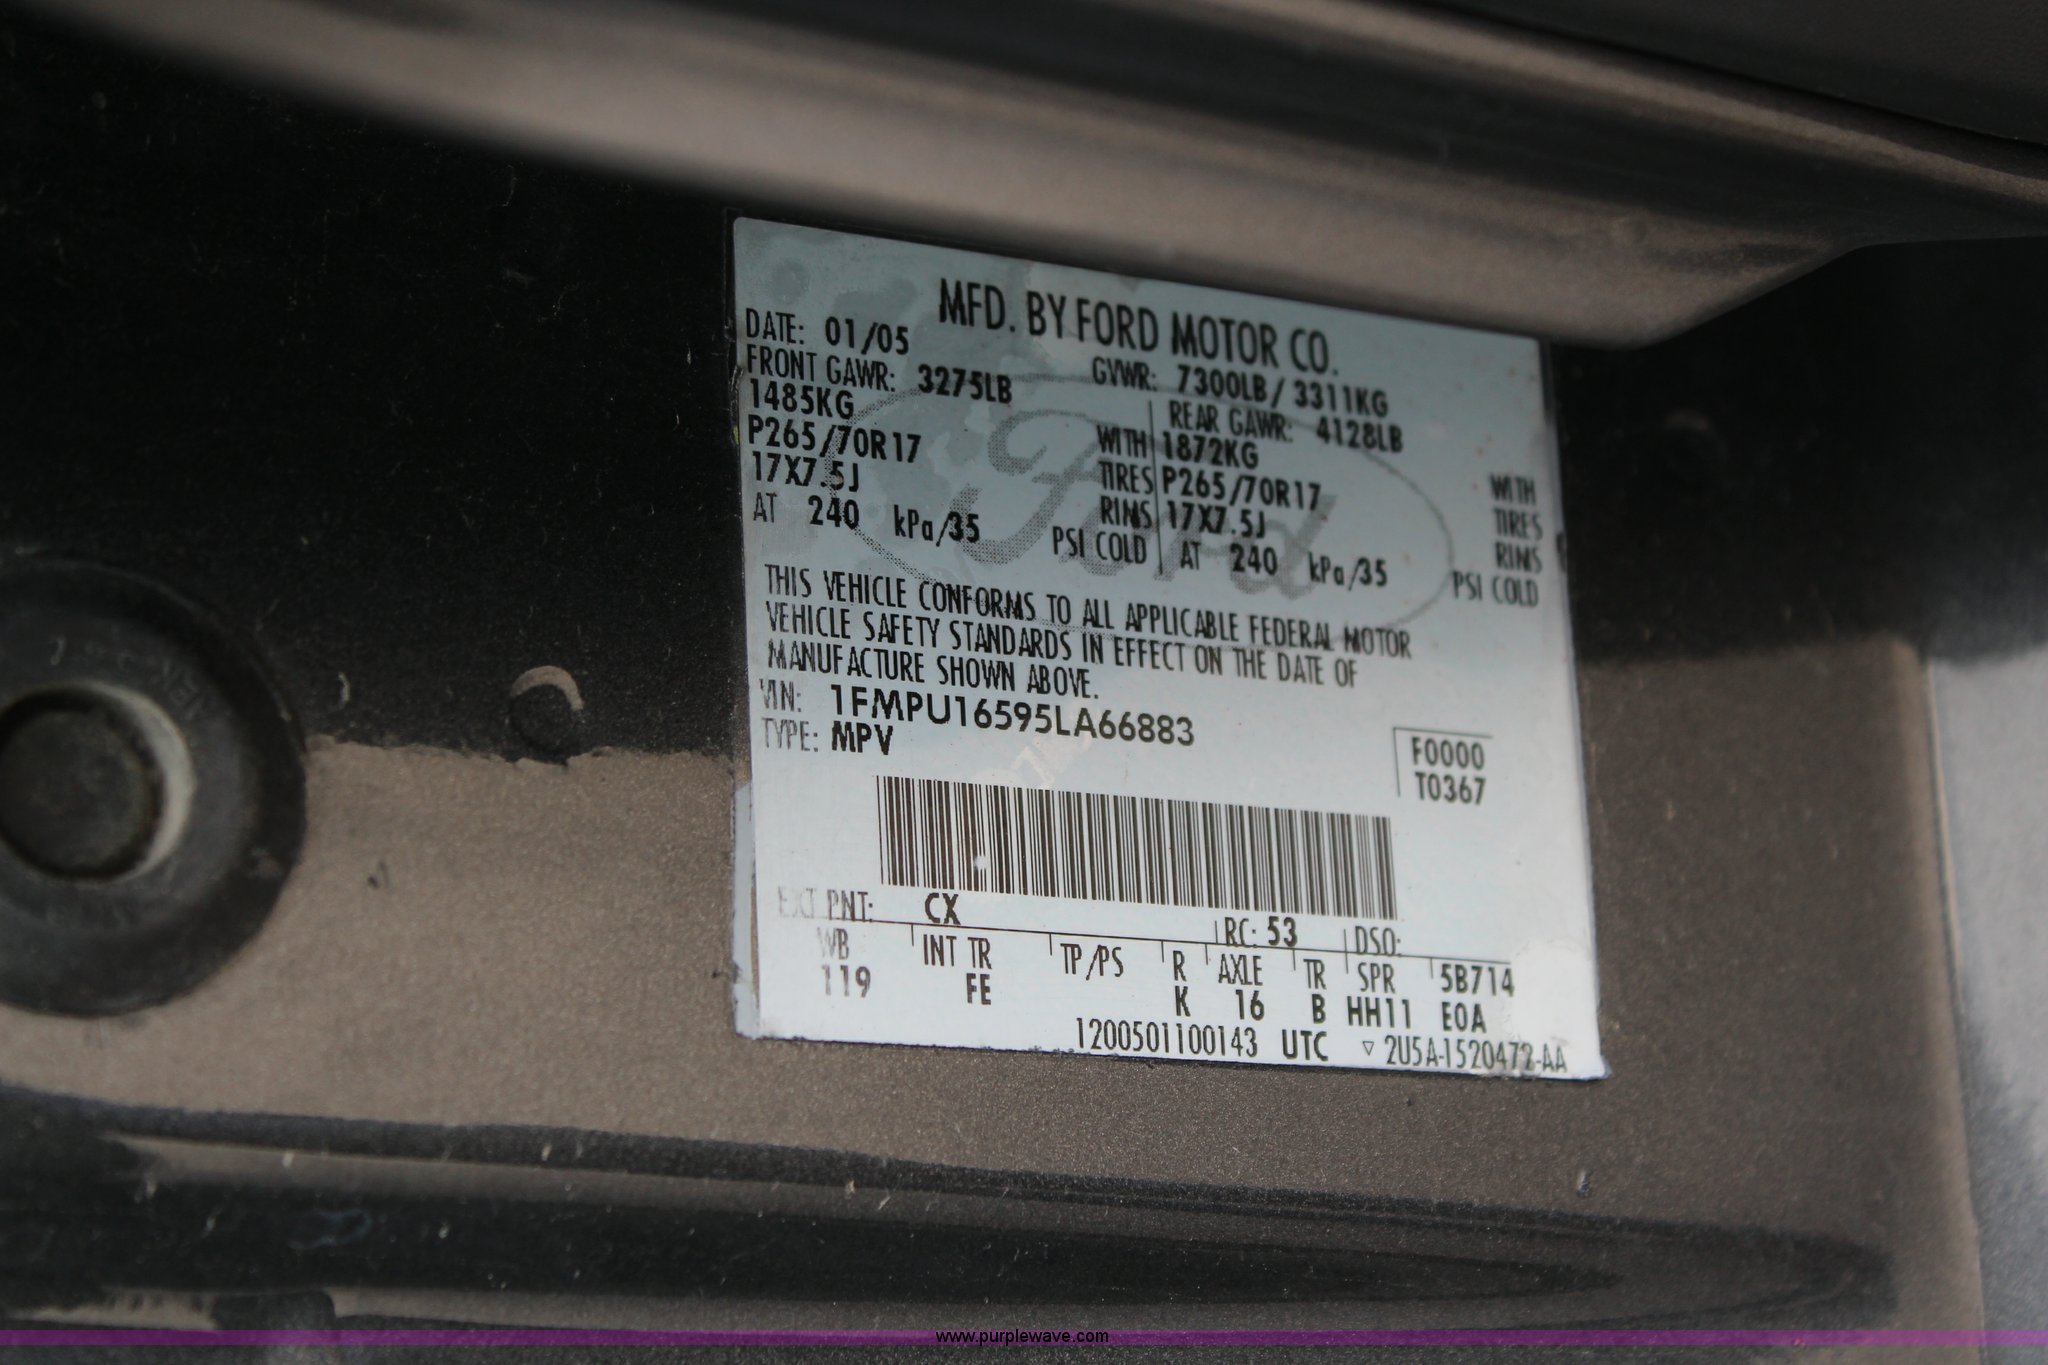 MFD. BY FORD MOTOR CO.
DATE: 01/05 GVWR: 7300LB / 3311KG
FRONT GAWR: 3275LB REAR GAWR: 4128LB
1485KG WITH 1872KG WITH
P265/70R17 TIRES P265/70R17 TIRES
17X7.5J RIMS 17X7.5J RIMS
AT 240 kPa/35 PSI COLD AT 240 kPa/35 PSI COLD
Ford
THIS VEHICLE CONFORMS TO ALL APPLICABLE FEDERAL MOTOR
VEHICLE SAFETY STANDARDS IN EFFECT ON THE DATE OF
MANUFACTURE SHOWN ABOVE.
VIN: 1FMPU16595LA66883
TYPE: MPV
F0000
T0367
EXT PNT: CX RC: 53 DSO:
WB INT TR TP/PS R AXLE TR SPR 5B714
119 FE K 16 B HH11 E0A
1200501100143 UTC ▽ 2U5A-1520472-AA
www.purplewave.com